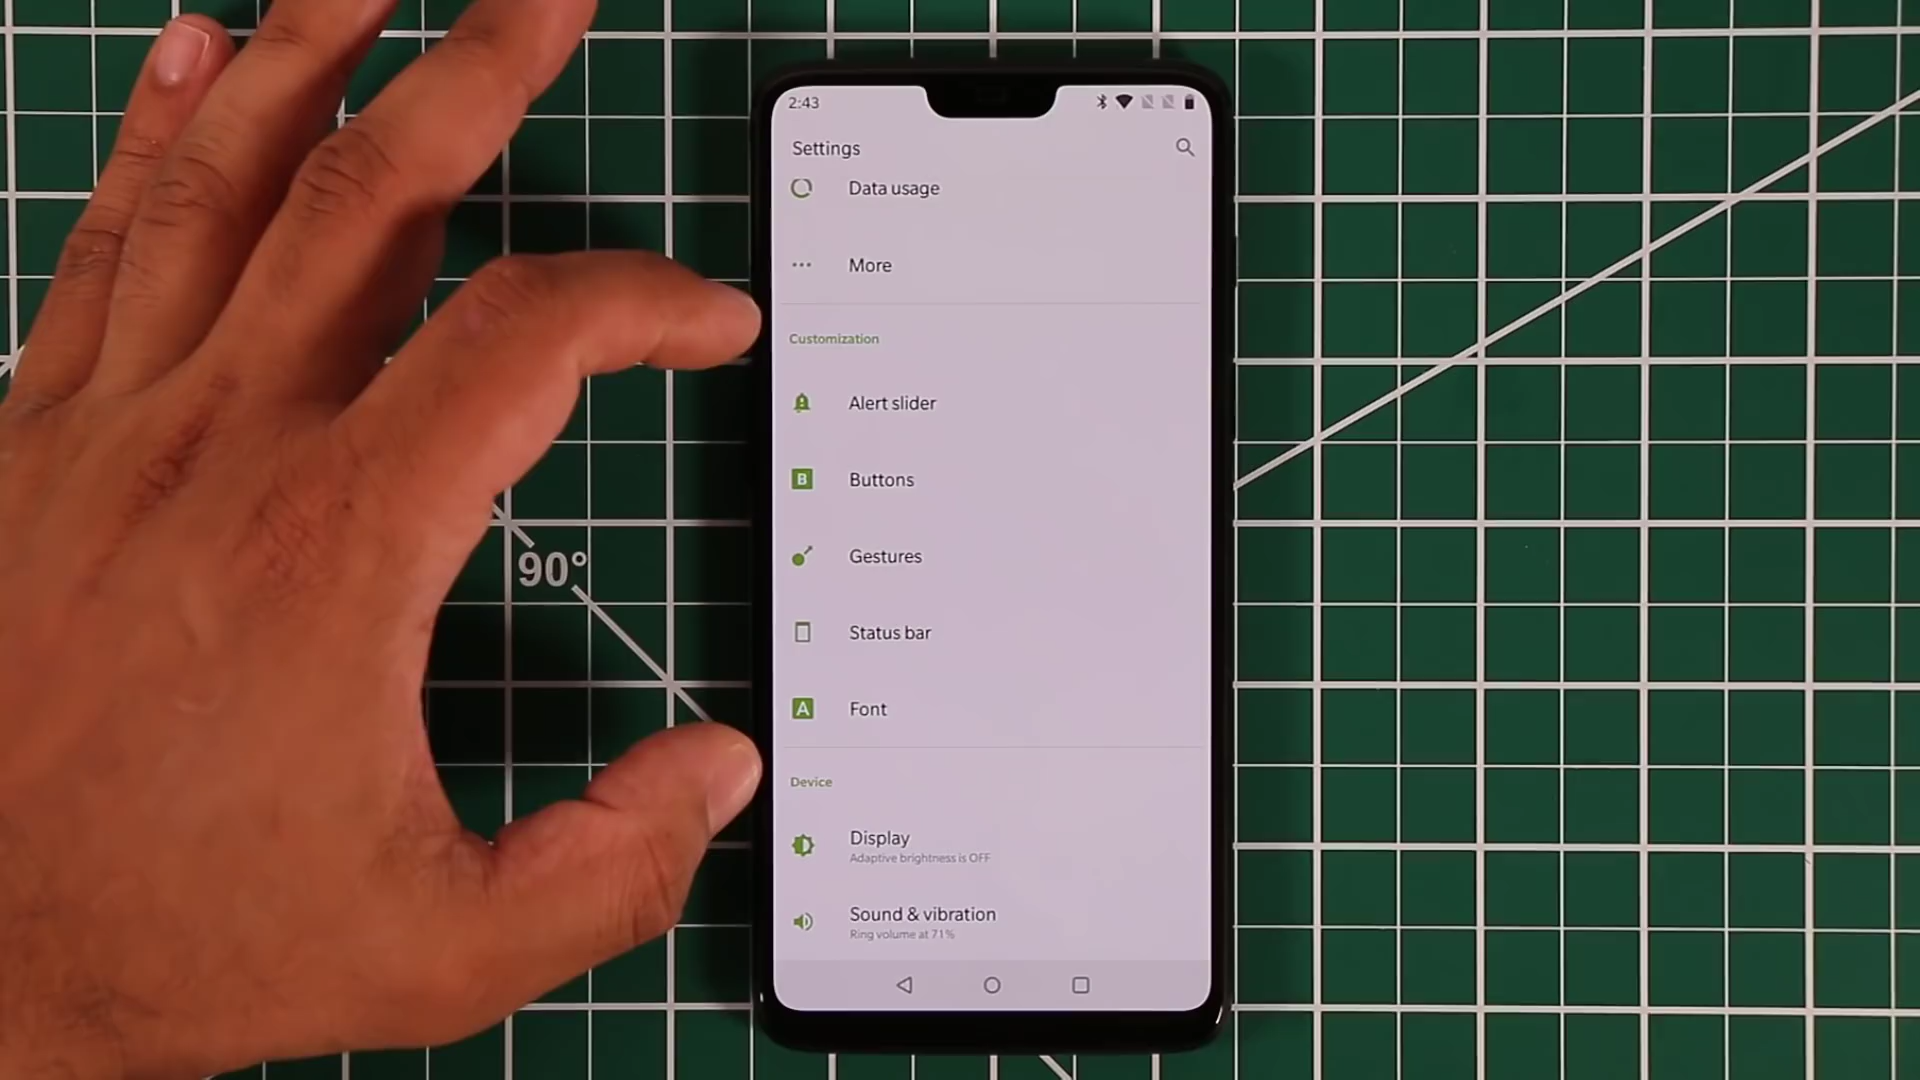 2:43
Settings
Data usage
More
Customization
Alert slider
B
Buttons
Gestures
Status bar
A
Font
Device
Display
Adaptive brightness is OFF
Sound & vibration
Ring volume at 71%
90°